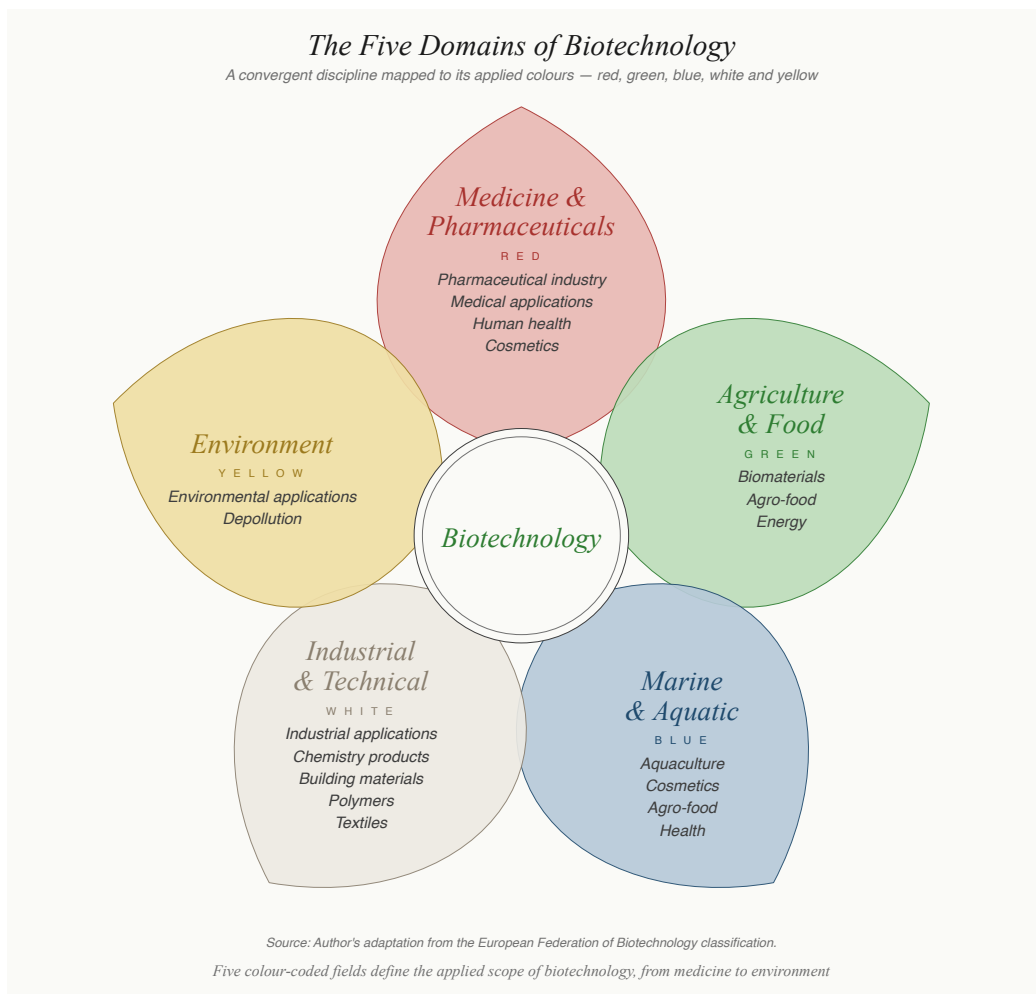 The Five Domains of Biotechnology
A convergent discipline mapped to its applied colours — red, green, blue, white and yellow
Medicine &
Pharmaceuticals
RED
Pharmaceutical industry
Medical applications
Human health
Cosmetics
Agriculture
& Food
GREEN
Biomaterials
Agro-food
Energy
Environment
YELLOW
Environmental applications
Depollution
Biotechnology
Industrial
& Technical
WHITE
Industrial applications
Chemistry products
Building materials
Polymers
Textiles
Marine
& Aquatic
BLUE
Aquaculture
Cosmetics
Agro-food
Health
Source: Author's adaptation from the European Federation of Biotechnology classification.
Five colour-coded fields define the applied scope of biotechnology, from medicine to environment